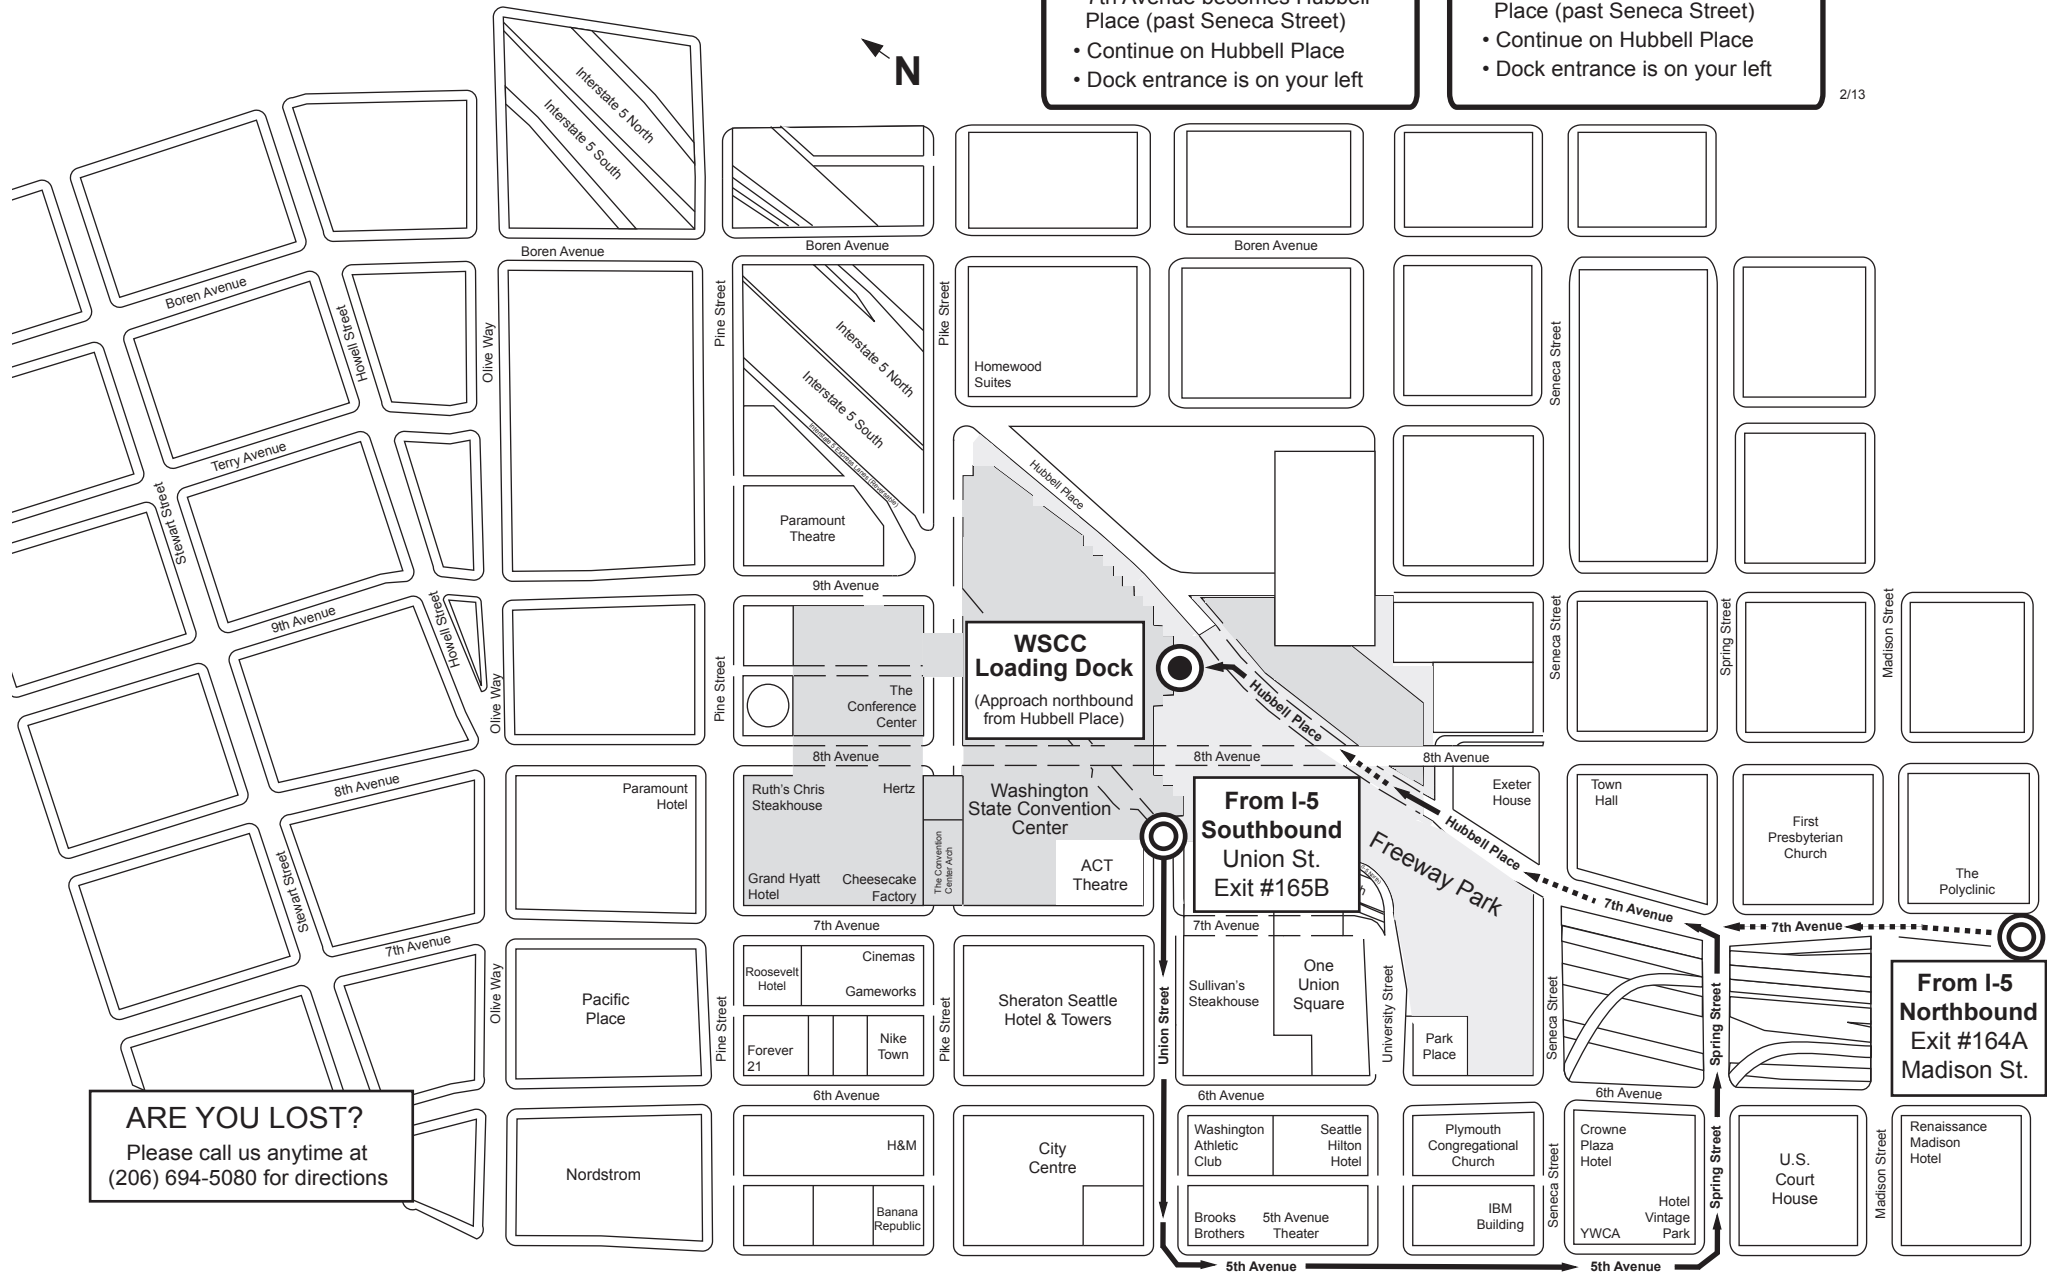 7th Avenue becomes Hubbell
Place (past Seneca Street)
• Continue on Hubbell Place
• Dock entrance is on your left
Place (past Seneca Street)
• Continue on Hubbell Place
• Dock entrance is on your left
2/13
N
Interstate 5 North
Interstate 5 South
Boren Avenue
Boren Avenue
Boren Avenue
Boren Avenue
Howell Street
Olive Way
Pine Street
Pike Street
Interstate 5 North
Interstate 5 South
Interstate 5 Express Lanes (Reversable)
Homewood
Suites
Seneca Street
Terry Avenue
Stewart Street
Hubbell Place
Paramount
Theatre
9th Avenue
9th Avenue
Howell Street
Olive Way
Pine Street
The
Conference
Center
WSCC
Loading Dock
(Approach northbound
from Hubbell Place)
Hubbell Place
Seneca Street
Spring Street
Madison Street
8th Avenue
8th Avenue
8th Avenue
8th Avenue
Paramount
Hotel
Ruth's Chris
Steakhouse
Hertz
Grand Hyatt
Hotel
Cheesecake
Factory
The Convention
Center Arch
Washington
State Convention
Center
ACT
Theatre
From I-5
Southbound
Union St.
Exit #165B
Freeway Park
Hubbell Place
Exeter
House
Town
Hall
First
Presbyterian
Church
The
Polyclinic
Stewart Street
7th Avenue
7th Avenue
7th Avenue
7th Avenue
7th Avenue
Olive Way
Pacific
Place
Pine Street
Roosevelt
Hotel
Cinemas
Gameworks
Forever
21
Nike
Town
Pike Street
Sheraton Seattle
Hotel & Towers
Union Street
Sullivan's
Steakhouse
One
Union
Square
University Street
Park
Place
Seneca Street
Spring Street
From I-5
Northbound
Exit #164A
Madison St.
6th Avenue
6th Avenue
6th Avenue
ARE YOU LOST?
Please call us anytime at
(206) 694-5080 for directions
Nordstrom
H&M
Banana
Republic
City
Centre
Washington
Athletic
Club
Seattle
Hilton
Hotel
Brooks
Brothers
5th Avenue
Theater
Plymouth
Congregational
Church
IBM
Building
Seneca Street
Crowne
Plaza
Hotel
Hotel
Vintage
Park
YWCA
Spring Street
U.S.
Court
House
Madison Street
Renaissance
Madison
Hotel
5th Avenue
5th Avenue